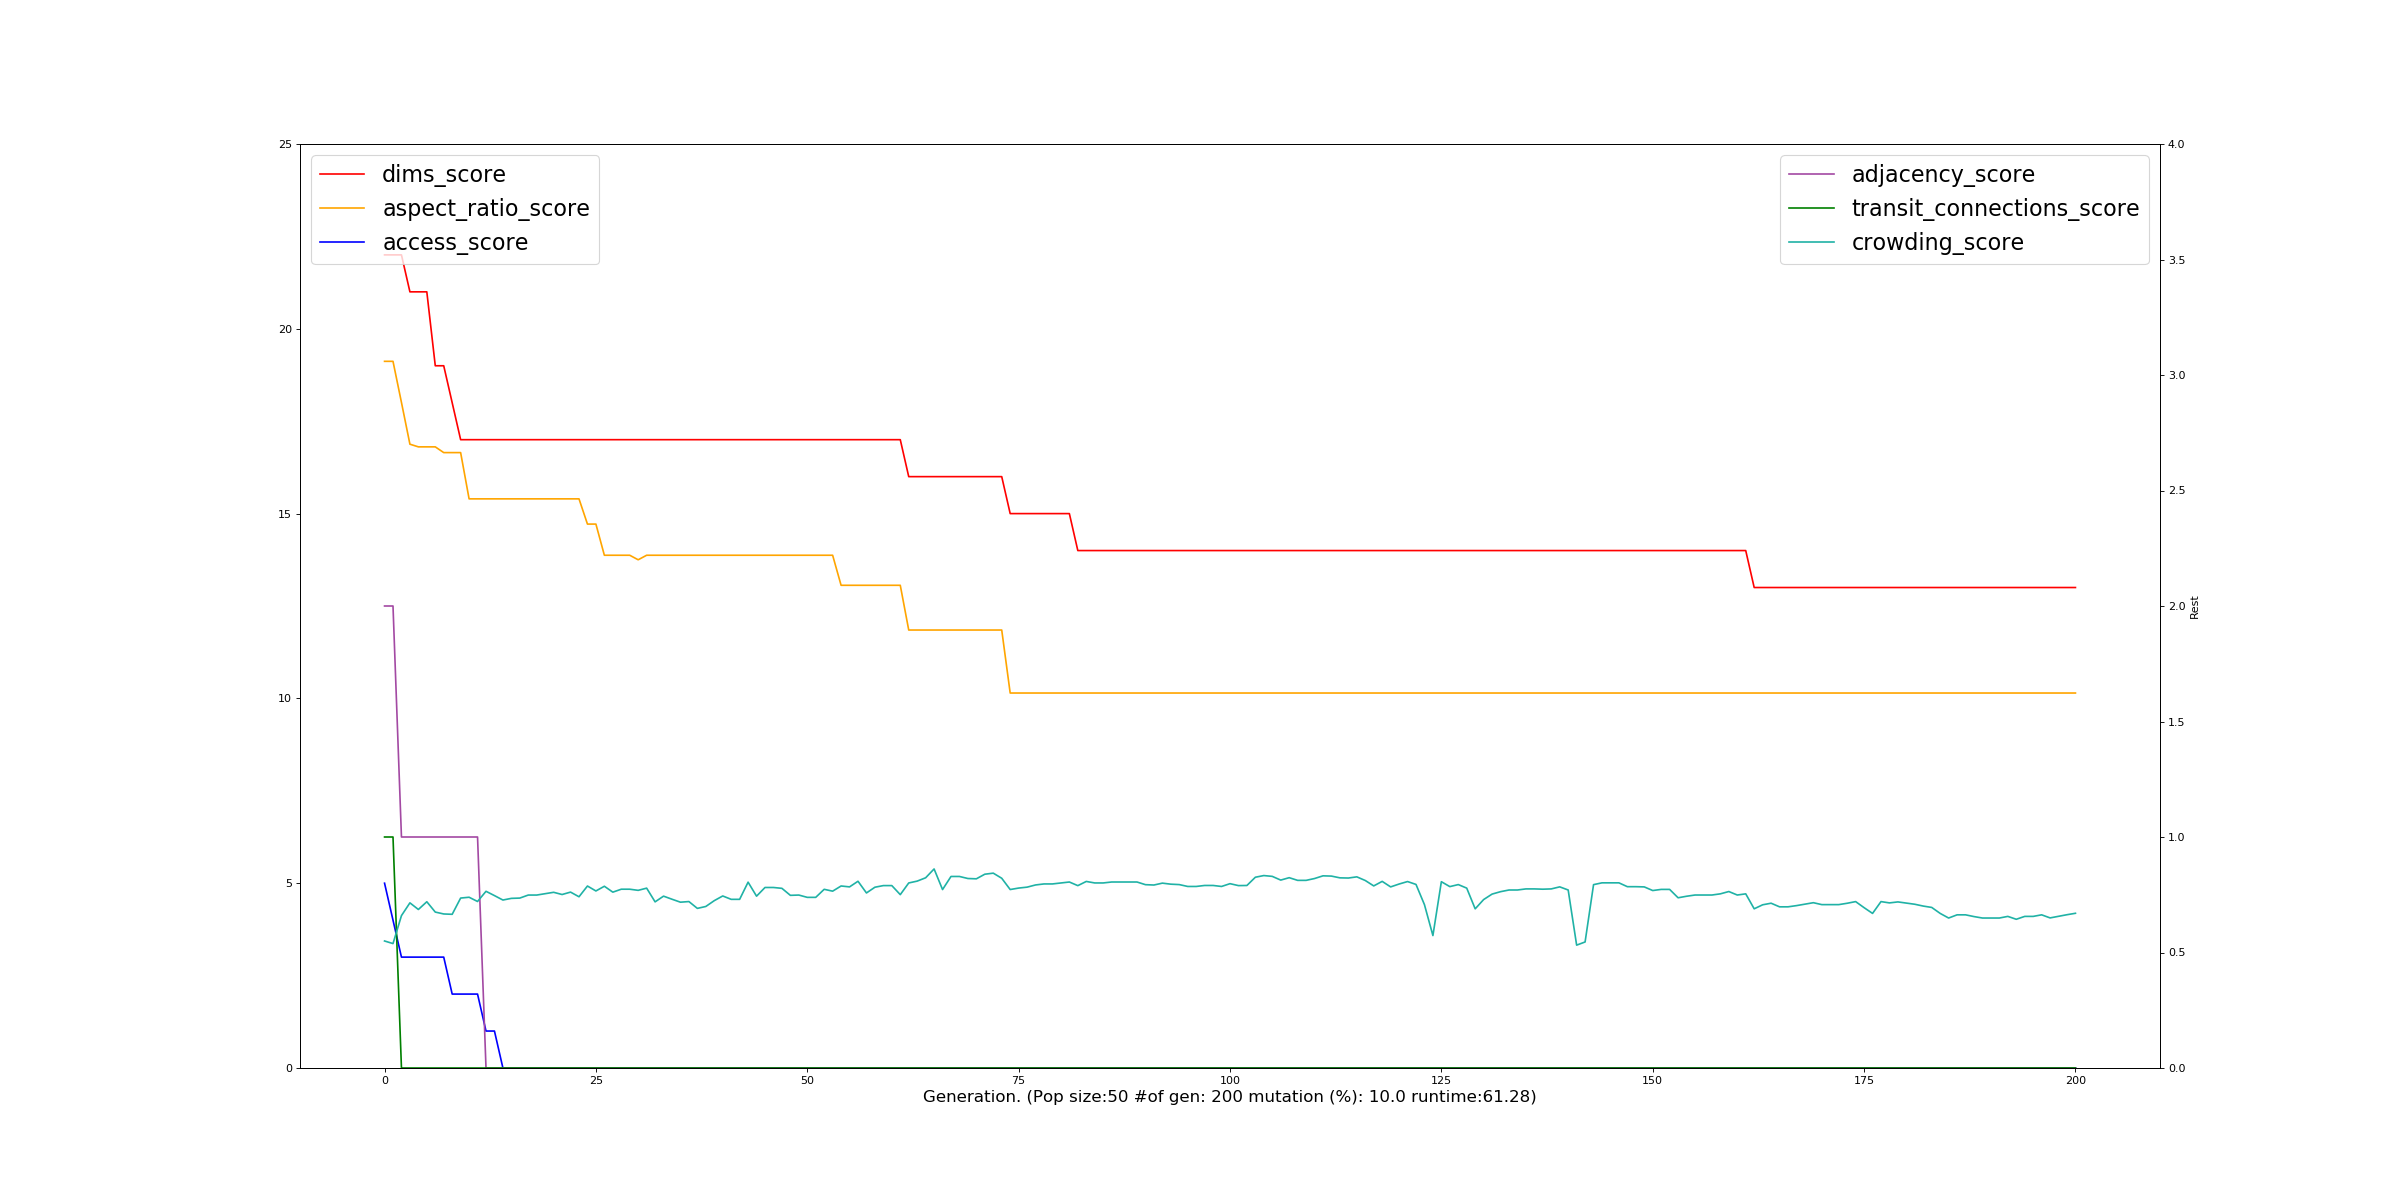 dims_score
aspect_ratio_score
access_score
adjacency_score
transit_connections_score
crowding_score
25
20
15
10
5
0
4.0
3.5
3.0
2.5
2.0
1.5
1.0
0.5
0.0
Rest
0 25 50 75 100 125 150 175 200
Generation. (Pop size:50 #of gen: 200 mutation (%): 10.0 runtime:61.28)